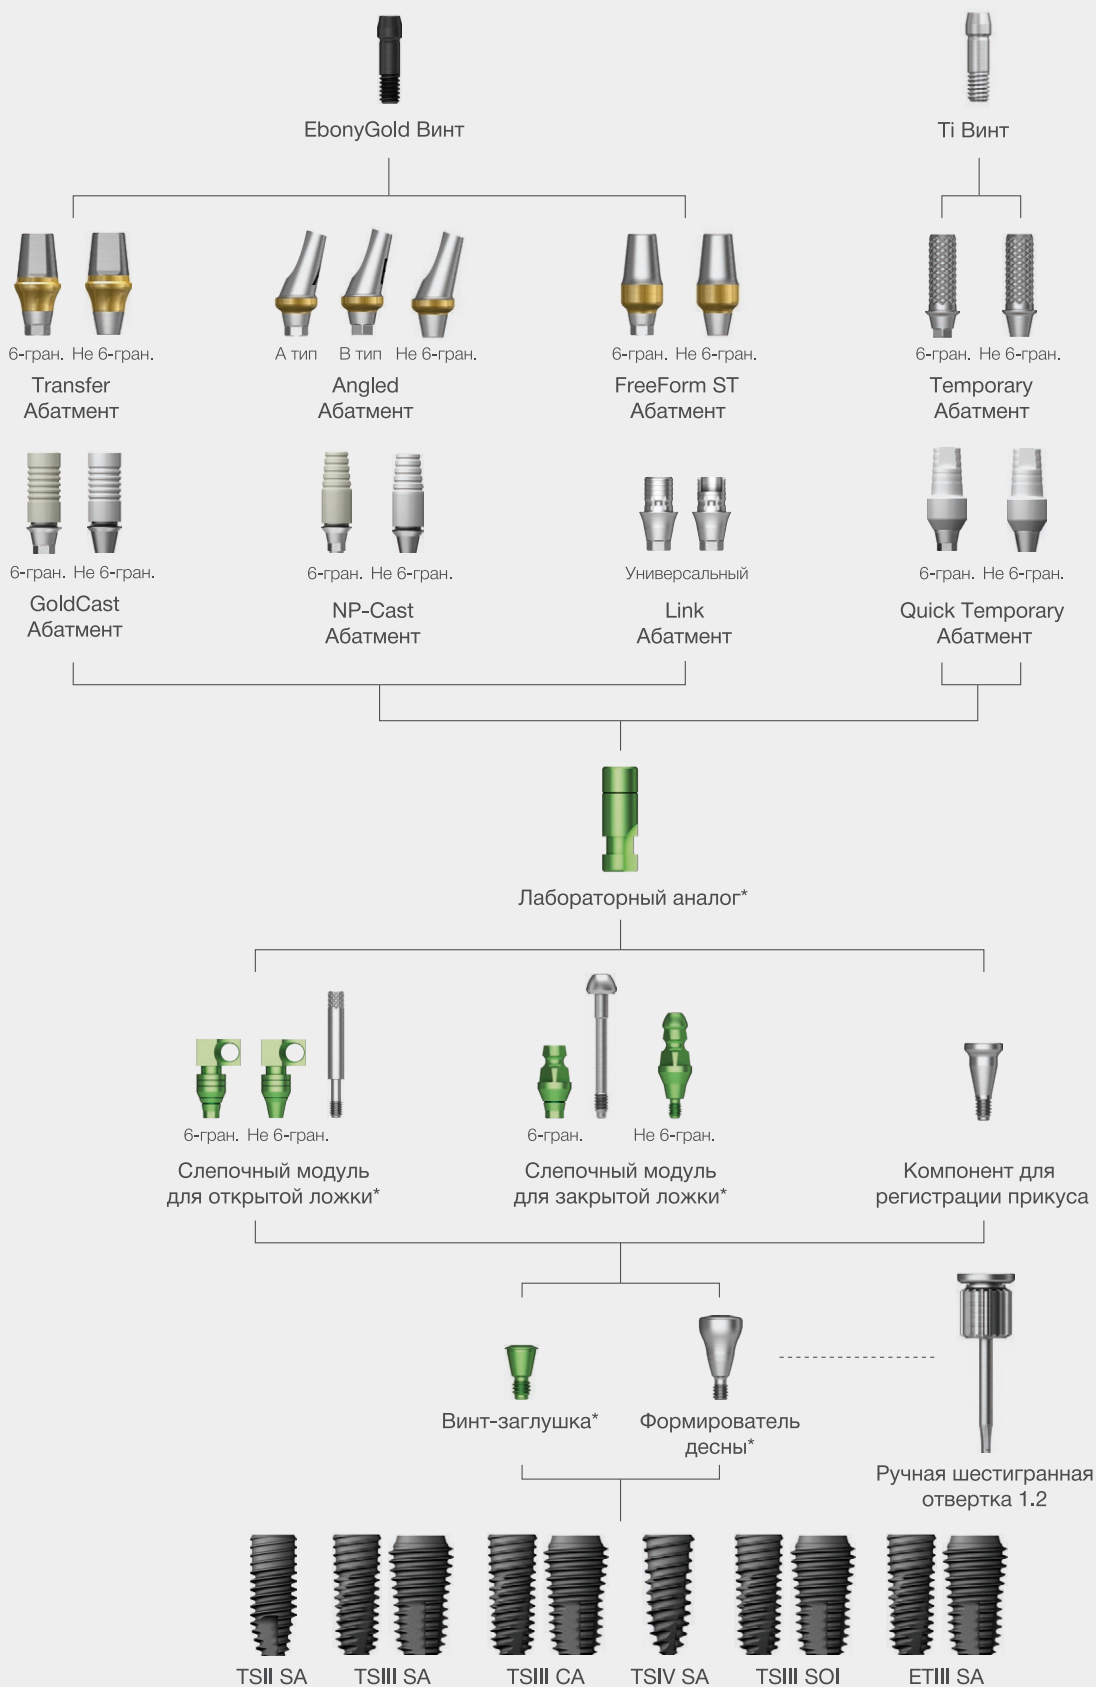 EbonyGold Винт
Ti Винт
6-гран. Не 6-гран.
А тип В тип Не 6-гран.
6-гран. Не 6-гран.
6-гран. Не 6-гран.
Transfer
Абатмент
Angled
Абатмент
FreeForm ST
Абатмент
Temporary
Абатмент
6-гран. Не 6-гран.
6-гран. Не 6-гран.
Универсальный
6-гран. Не 6-гран.
GoldCast
Абатмент
NP-Cast
Абатмент
Link
Абатмент
Quick Temporary
Абатмент
Лабораторный аналог*
6-гран. Не 6-гран.
6-гран. Не 6-гран.
Слепочный модуль
для открытой ложки*
Слепочный модуль
для закрытой ложки*
Компонент для
регистрации прикуса
Винт-заглушка*
Формирователь
десны*
Ручная шестигранная
отвертка 1.2
TSII SA
TSIII SA
TSIII CA
TSIV SA
TSIII SOI
ETIII SA